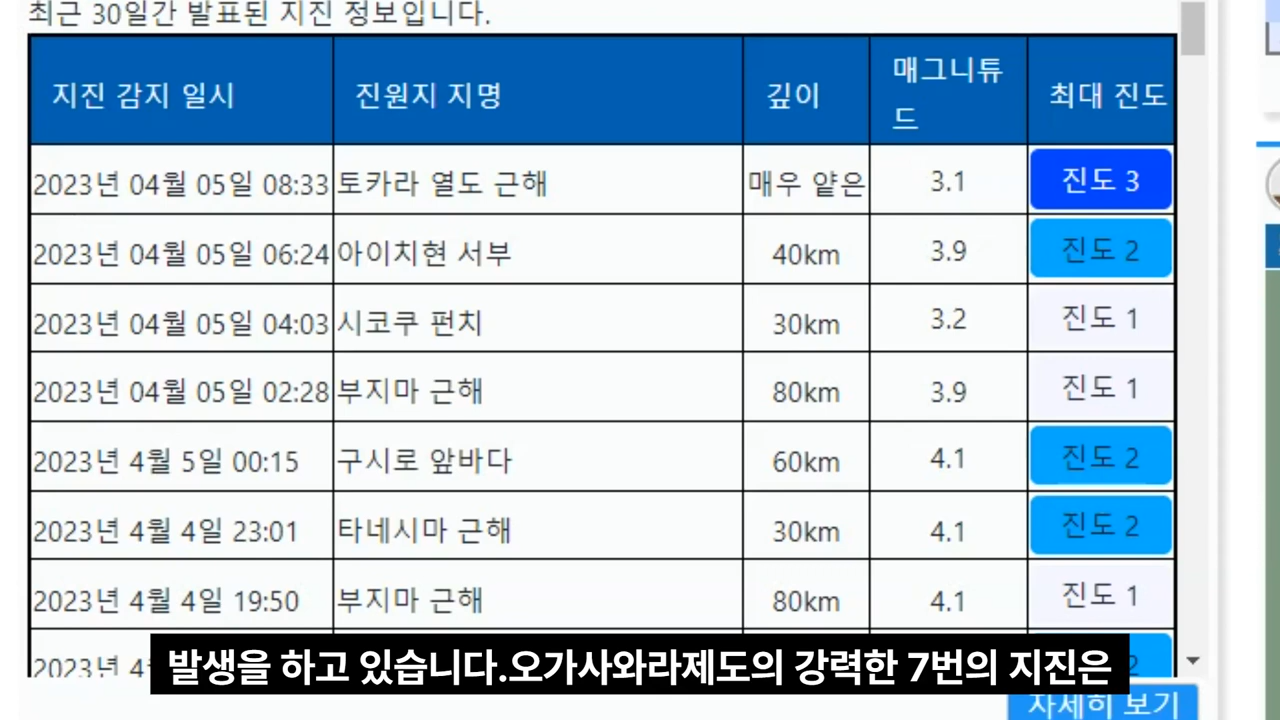 최근 30일간 발표된 지진 정보입니다.
지진 감지 일시 진원지 지명 깊이 매그니튜드 최대 진도
2023년 04월 05일 08:33 토카라 열도 근해 매우 얕은 3.1 진도 3
2023년 04월 05일 06:24 아이치현 서부 40km 3.9 진도 2
2023년 04월 05일 04:03 시코쿠 펀치 30km 3.2 진도 1
2023년 04월 05일 02:28 부지마 근해 80km 3.9 진도 1
2023년 4월 5일 00:15 구시로 앞바다 60km 4.1 진도 2
2023년 4월 4일 23:01 타네시마 근해 30km 4.1 진도 2
2023년 4월 4일 19:50 부지마 근해 80km 4.1 진도 1
2023년 4
발생을 하고 있습니다.오가사와라제도의 강력한 7번의 지진은
자세히 보기